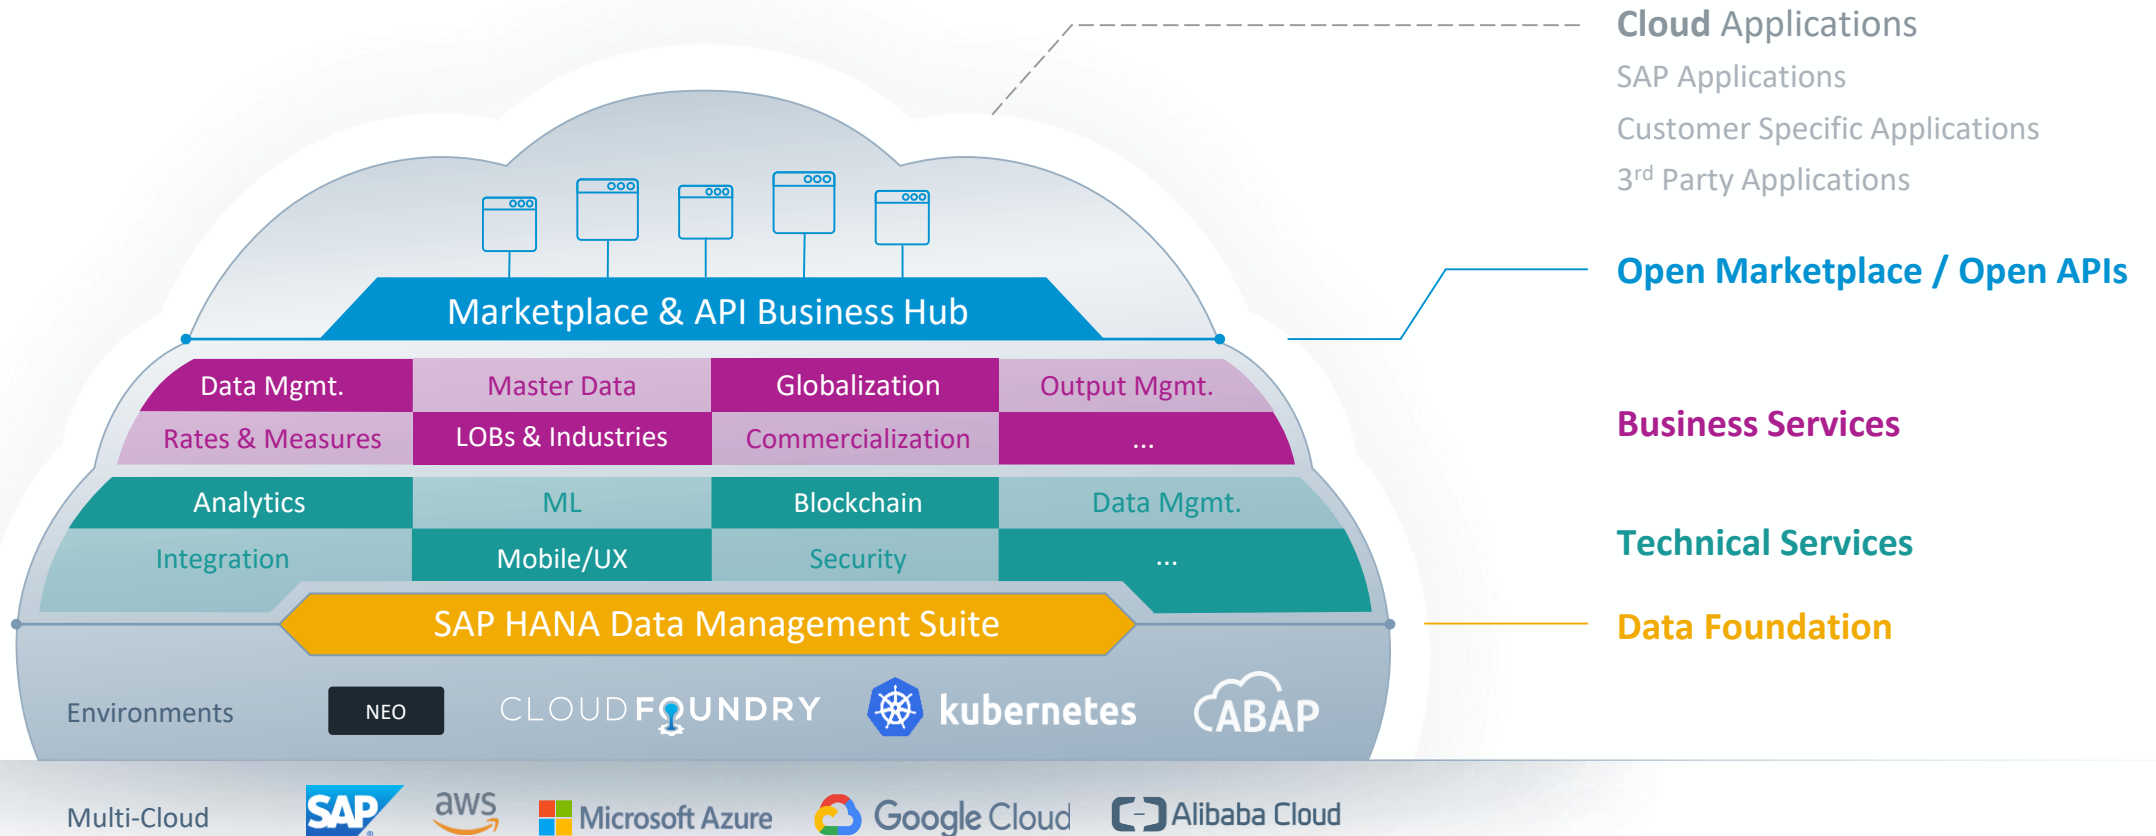 Cloud Applications
SAP Applications
Customer Specific Applications
3rd Party Applications
Marketplace & API Business Hub
Open Marketplace / Open APIs
Data Mgmt. Master Data Globalization Output Mgmt.
Rates & Measures LOBs & Industries Commercialization ...
Business Services
Analytics ML Blockchain Data Mgmt.
Integration Mobile/UX Security ...
Technical Services
SAP HANA Data Management Suite
Data Foundation
Environments NEO CLOUD FOUNDRY kubernetes ABAP
Multi-Cloud SAP® aws Microsoft Azure Google Cloud Alibaba Cloud